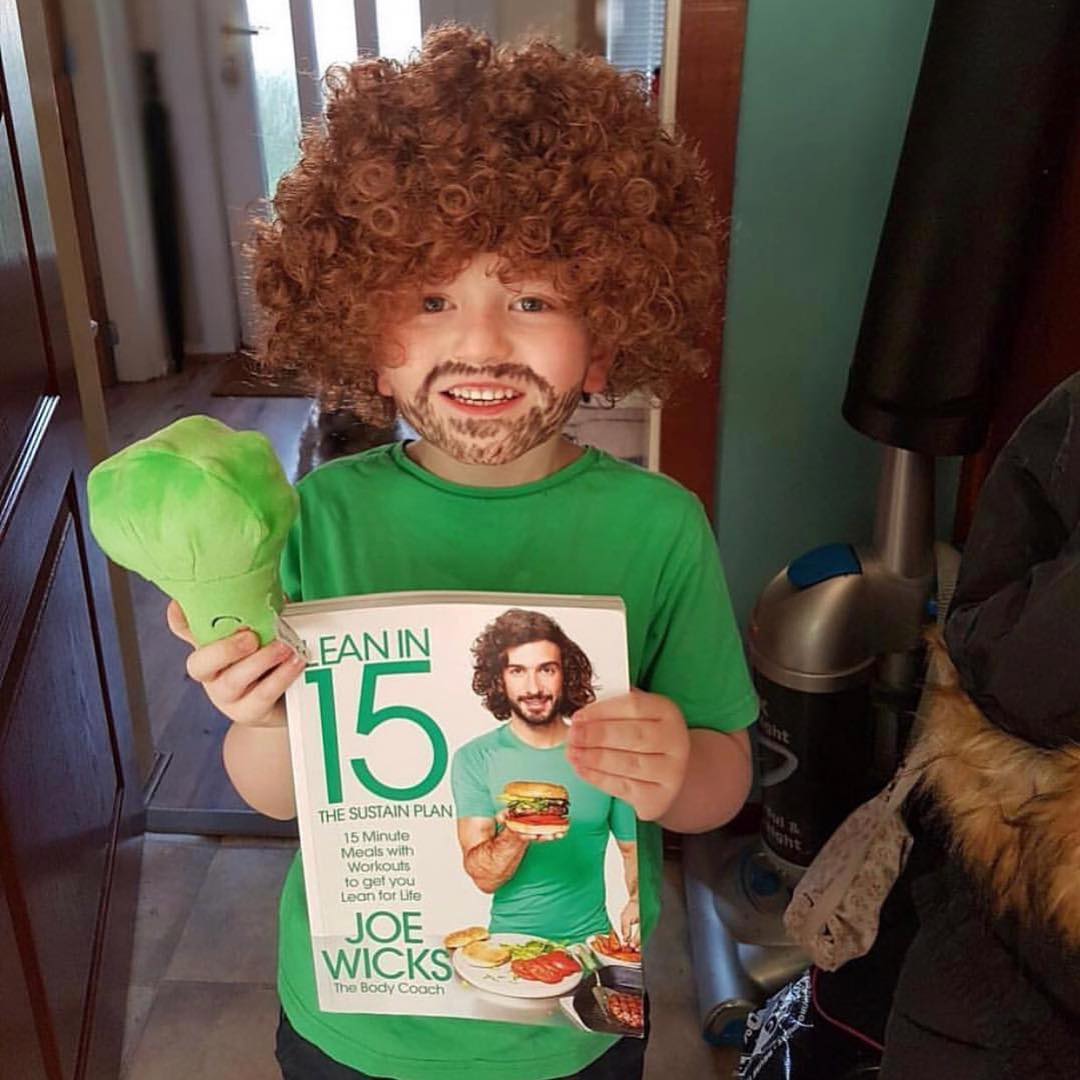 LEAN IN
15
THE SUSTAIN PLAN
15 Minute
Meals with
Workouts
to get you
Lean for Life
JOE
WICKS
The Body Coach